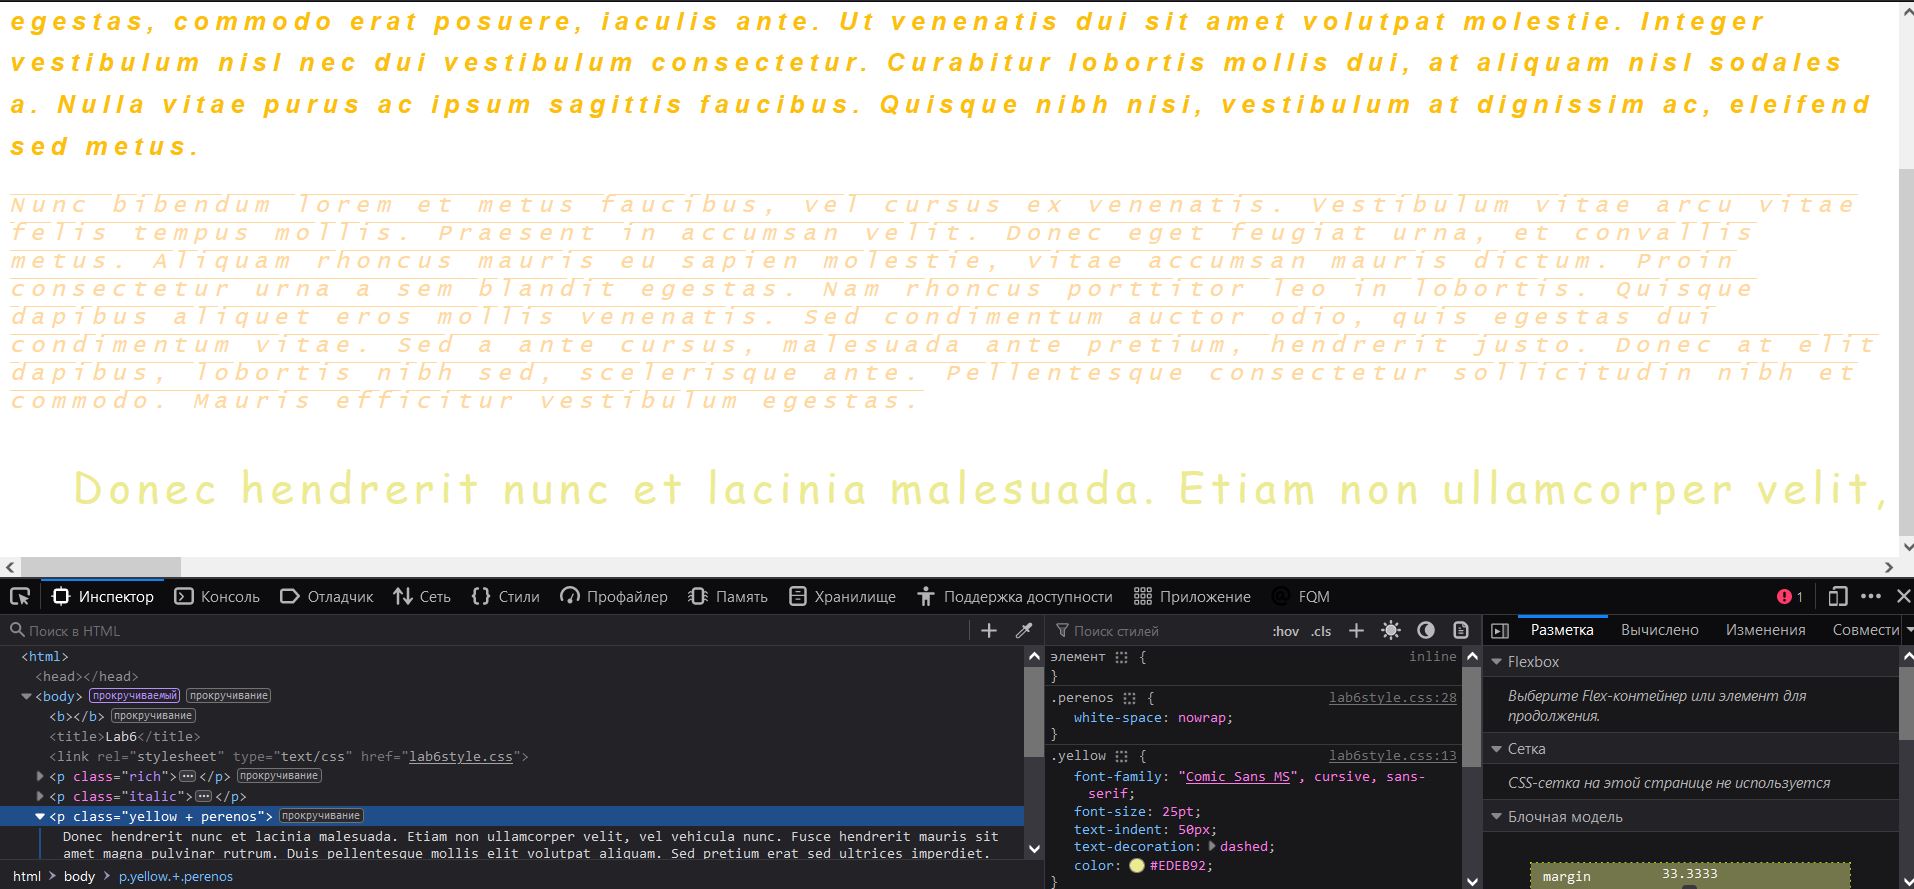 egestas, commodo erat posuere, iaculis ante. Ut venenatis dui sit amet volutpat molestie. Integer
vestibulum nisl nec dui vestibulum consectetur. Curabitur lobortis mollis dui, at aliquam nisl sodales
a. Nulla vitae purus ac ipsum sagittis faucibus. Quisque nibh nisi, vestibulum at dignissim ac, eleifend
sed metus.
Nunc bibendum lorem et metus faucibus, vel cursus ex venenatis. Vestibulum vitae arcu vitae
felis tempus mollis. Praesent in accumsan velit. Donec eget feugiat urna, et convallis
metus. Aliquam rhoncus mauris eu sapien molestie, vitae accumsan mauris dictum. Proin
consectetur urna a sem blandit egestas. Nam rhoncus porttitor leo in lobortis. Quisque
dapibus aliquet eros mollis venenatis. Sed condimentum auctor odio, quis egestas dui
condimentum vitae. Sed a ante cursus, malesuada ante pretium, hendrerit justo. Donec at elit
dapibus, lobortis nibh sed, scelerisque ante. Pellentesque consectetur sollicitudin nibh et
commodo. Mauris efficitur vestibulum egestas.
Donec hendrerit nunc et lacinia malesuada. Etiam non ullamcorper velit,
Инспектор Консоль Отладчик Сеть {} Стили Профайлер Память Хранилище Поддержка доступности Приложение @ FQM 1
Поиск в HTML
<html>
<head></head>
<body> прокручиваемый прокручивание
<b></b> прокручивание
<title>Lab6</title>
<link rel="stylesheet" type="text/css" href="lab6style.css">
<p class="rich"></p> прокручивание
<p class="italic"></p>
<p class="yellow + perenos"> прокручивание
Donec hendrerit nunc et lacinia malesuada. Etiam non ullamcorper velit, vel vehicula nunc. Fusce hendrerit mauris sit
amet magna pulvinar rutrum. Duis pellentesque mollis elit volutpat aliquam. Sed pretium erat sed ultrices imperdiet.
html > body > p.yellow.+.perenos
Поиск стилей :hov .cls
элемент { inline
}
.perenos { lab6style.css:28
white-space: nowrap;
}
.yellow { lab6style.css:13
font-family: "Comic Sans MS", cursive, sans-
serif;
font-size: 25pt;
text-indent: 50px;
text-decoration: dashed;
color: #EDEB92;
}
Разметка Вычислено Изменения Совмести
Flexbox
Выберите Flex-контейнер или элемент для
продолжения.
Сетка
CSS-сетка на этой странице не используется
Блочная модель
margin 33.3333